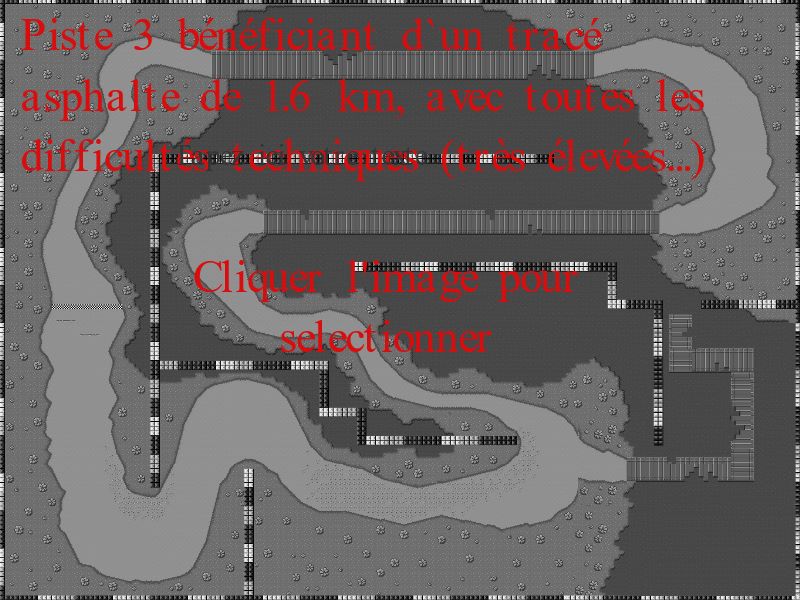 Piste 3 bénéficiant d`un tracé
asphalte de 1.6 km, avec toutes les
difficultés techniques (très élevées...)
Cliquer l'image pour
selectionner